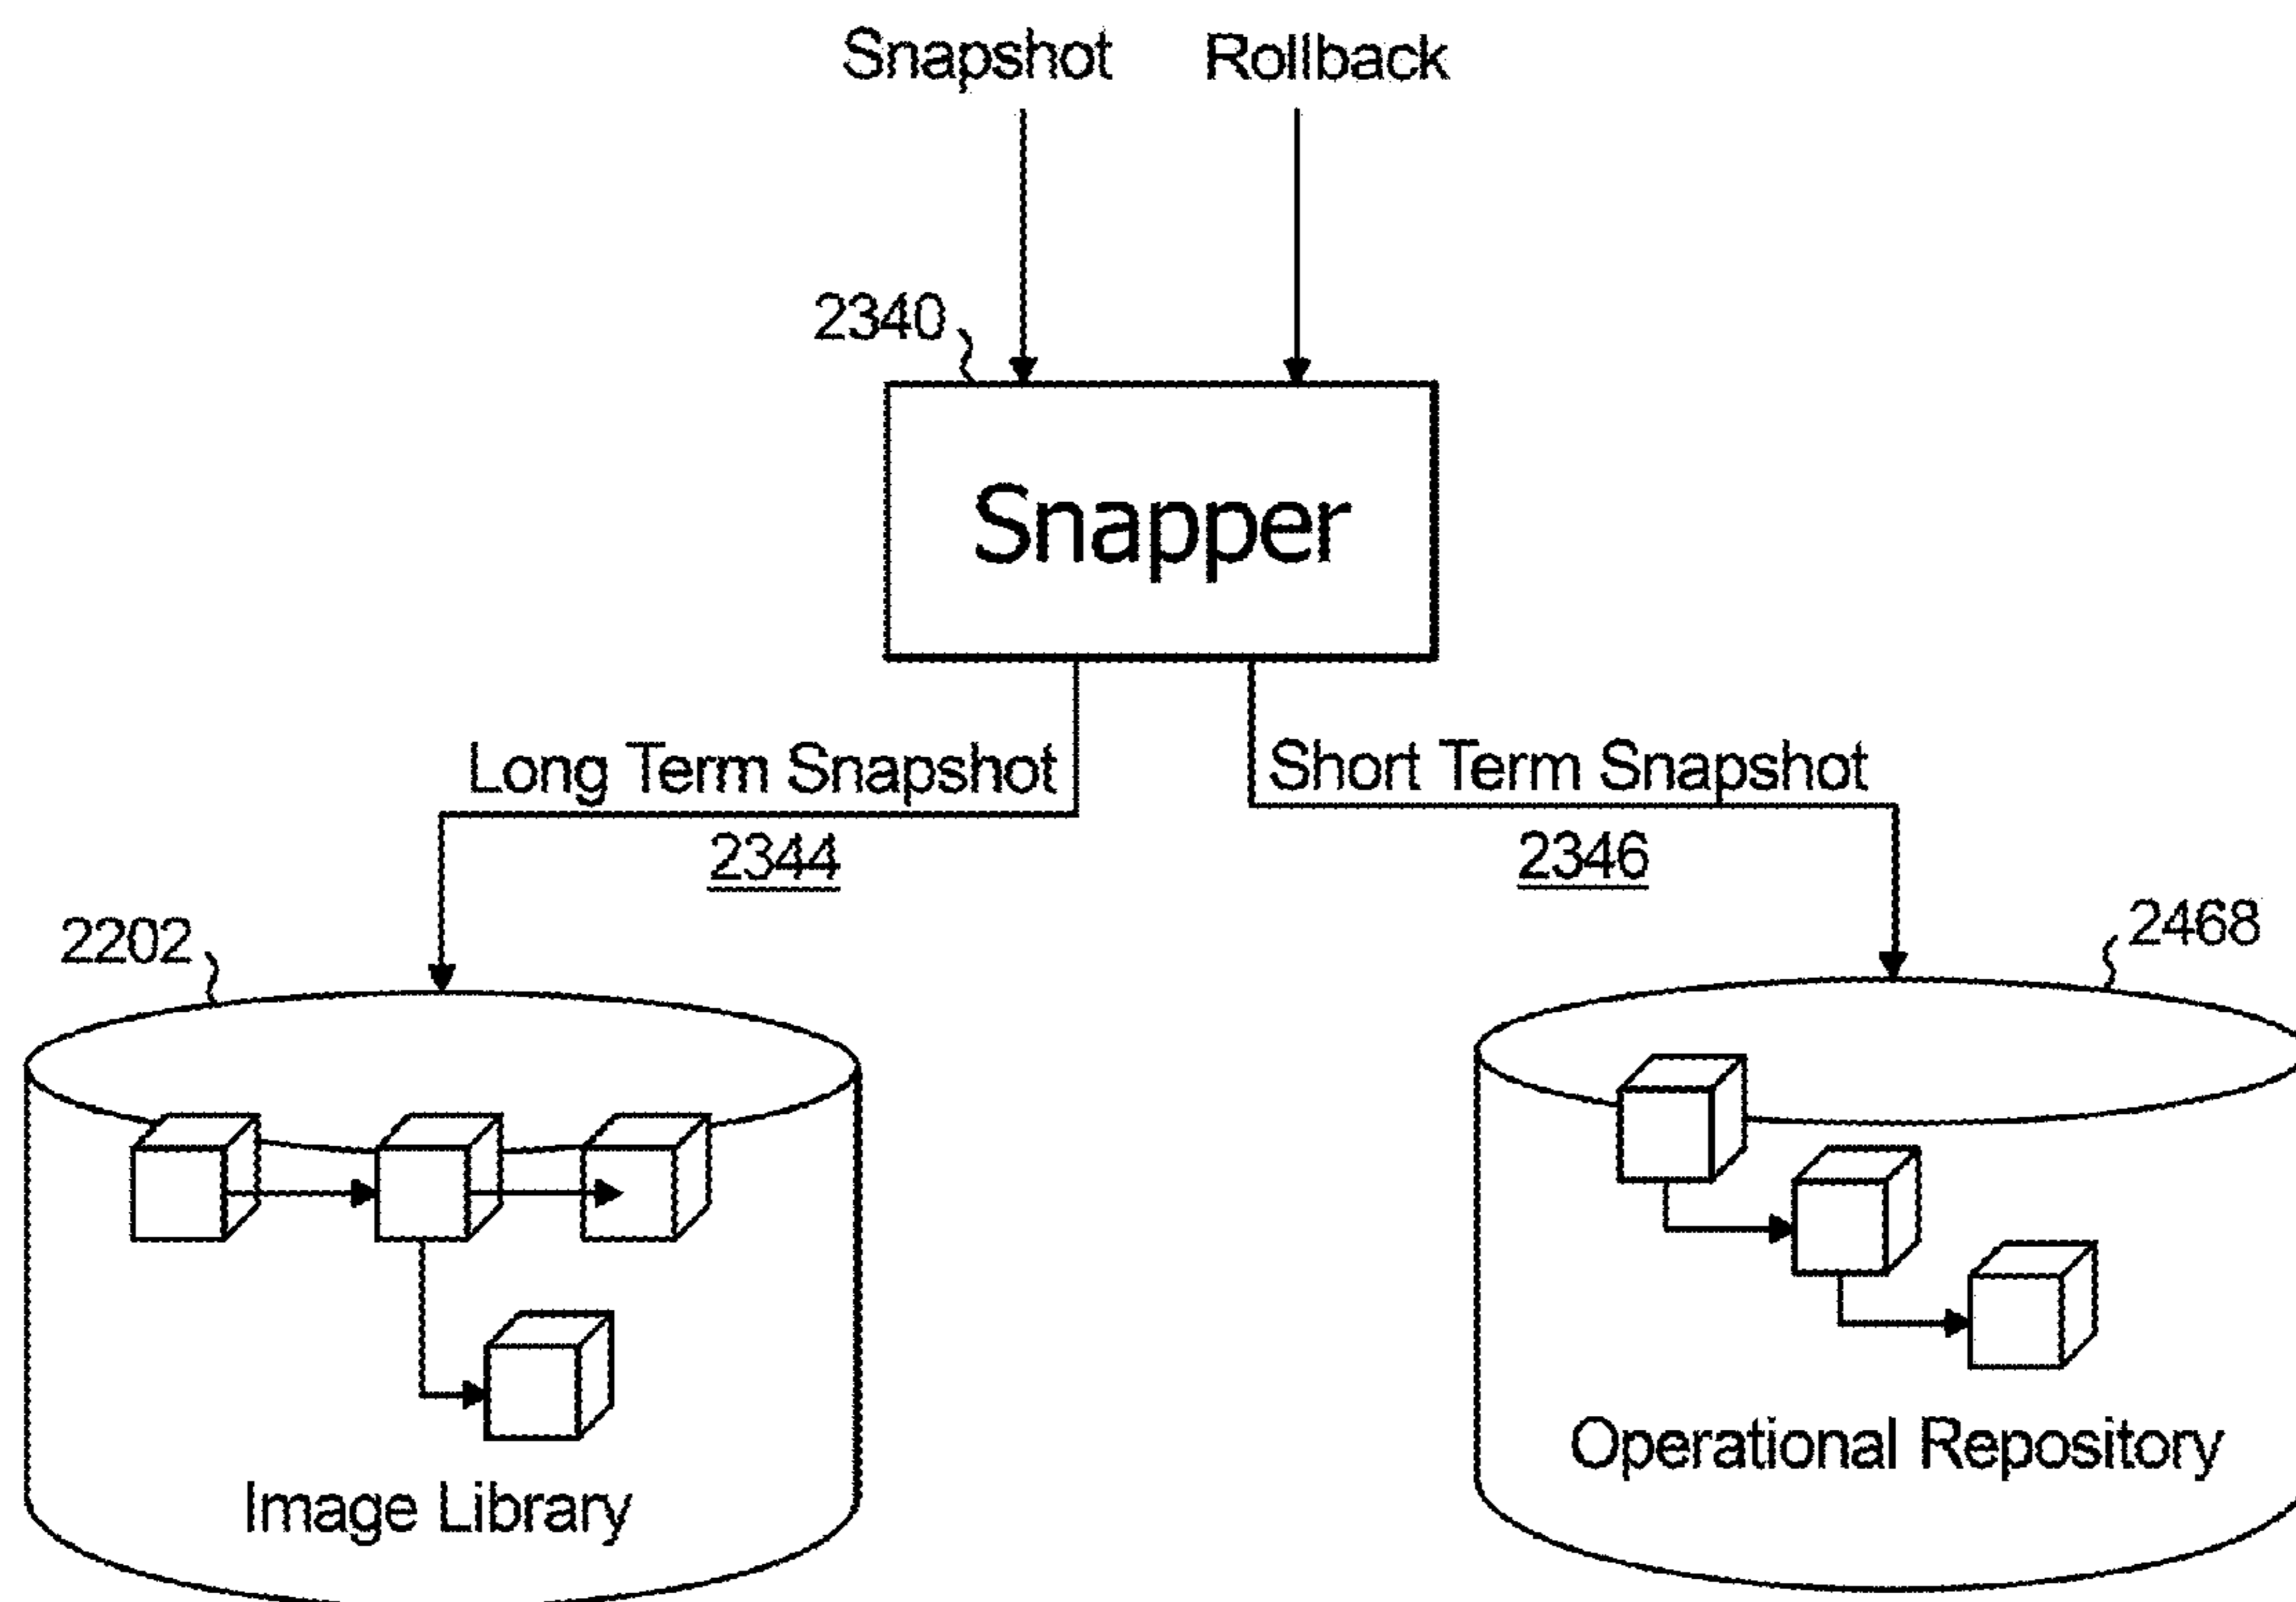 Snapshot Rollback
2340
Snapper
Long Term Snapshot Short Term Snapshot
2344 2346
2202 2468
Operational Repository
Image Library